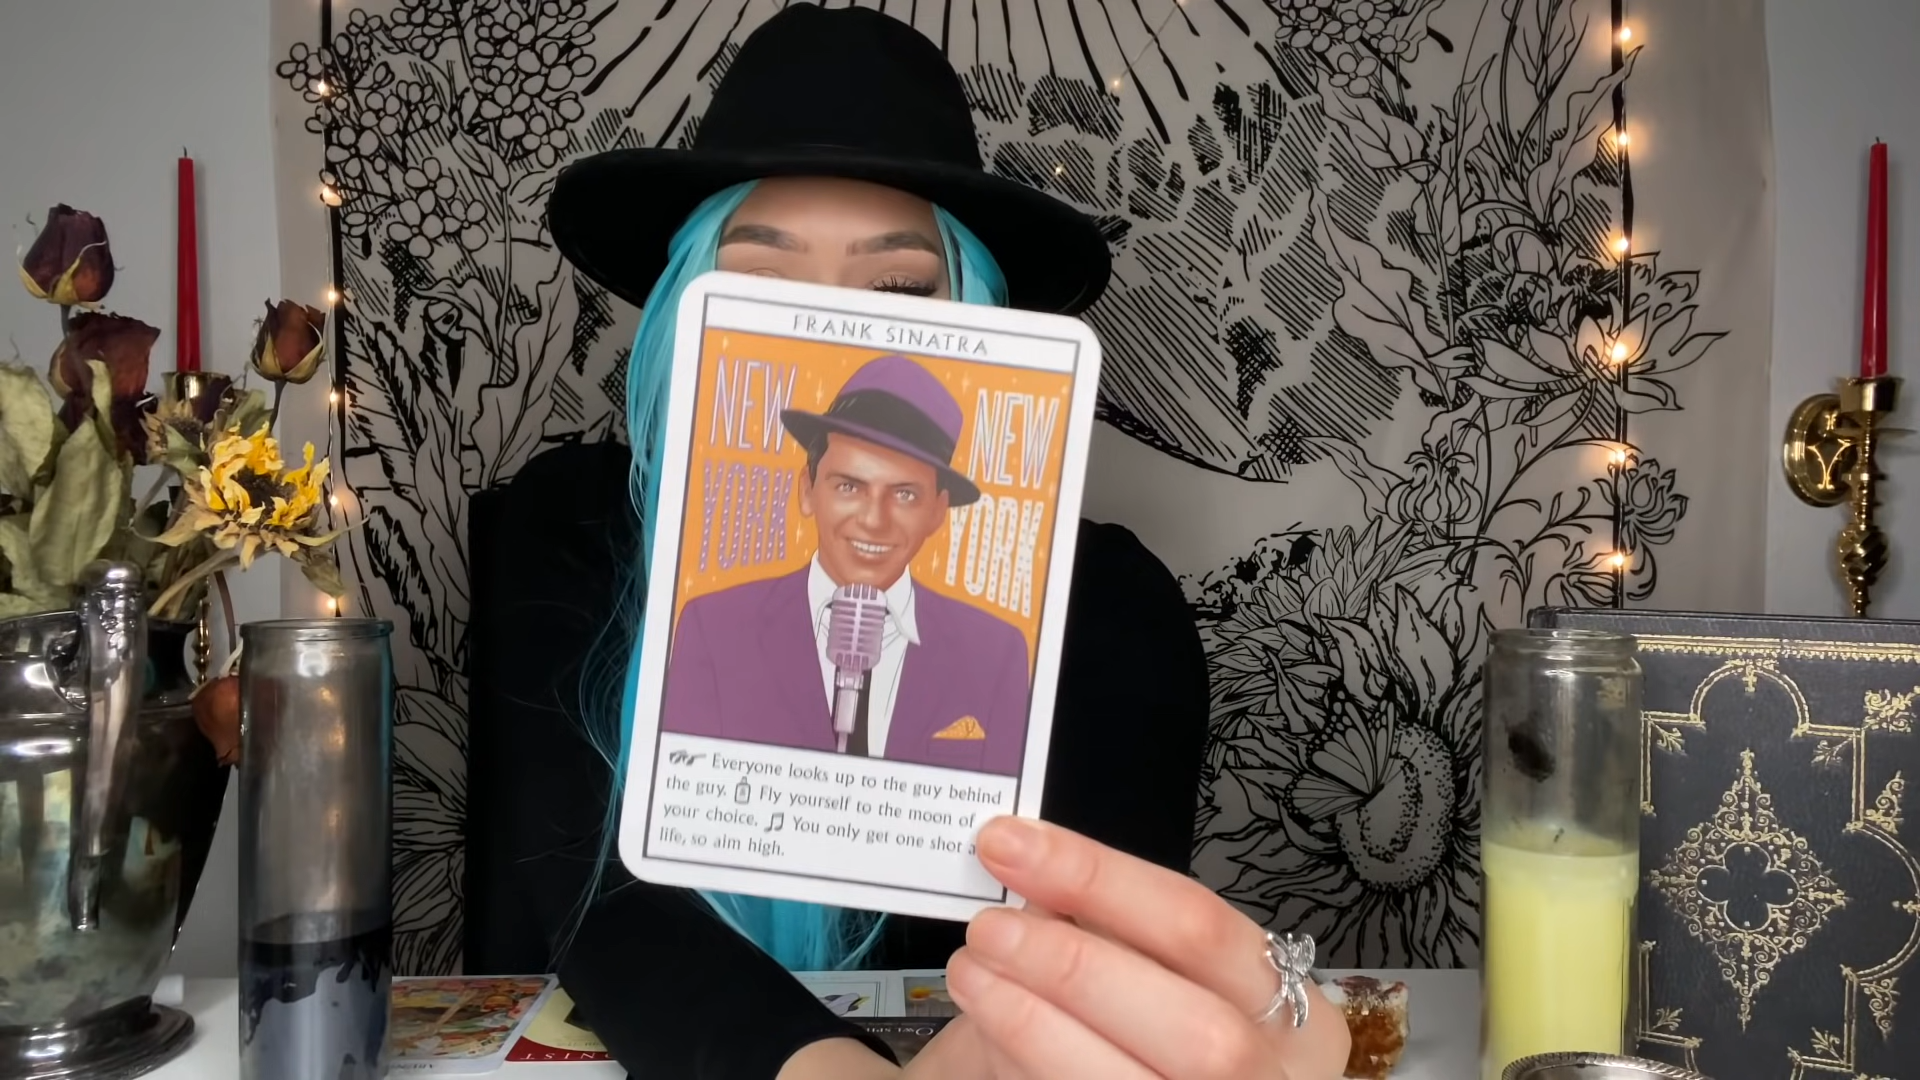 FRANK SINATRA
NEW
YORK
NEW
YORK
Everyone looks up to the guy behind
the guy. Fly yourself to the moon of
your choice. You only get one shot
life, so aim high.